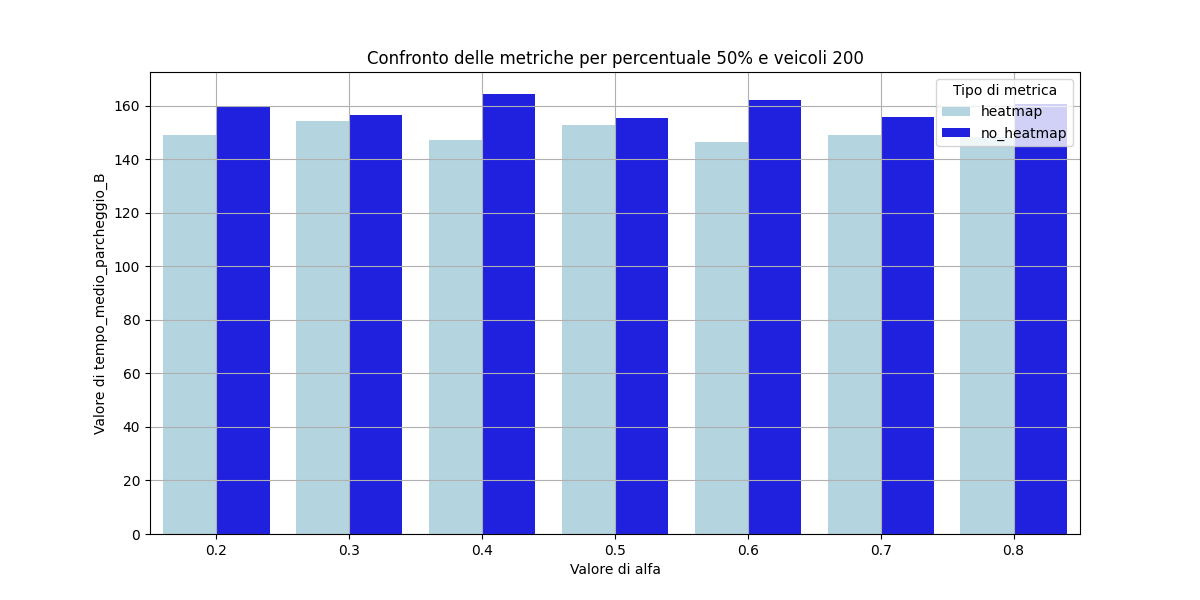 Confronto delle metriche per percentuale 50% e veicoli 200
Tipo di metrica
heatmap
no_heatmap
Valore di tempo_medio_parcheggio_B
160
140
120
100
80
60
40
20
0
0.2 0.3 0.4 0.5 0.6 0.7 0.8
Valore di alfa